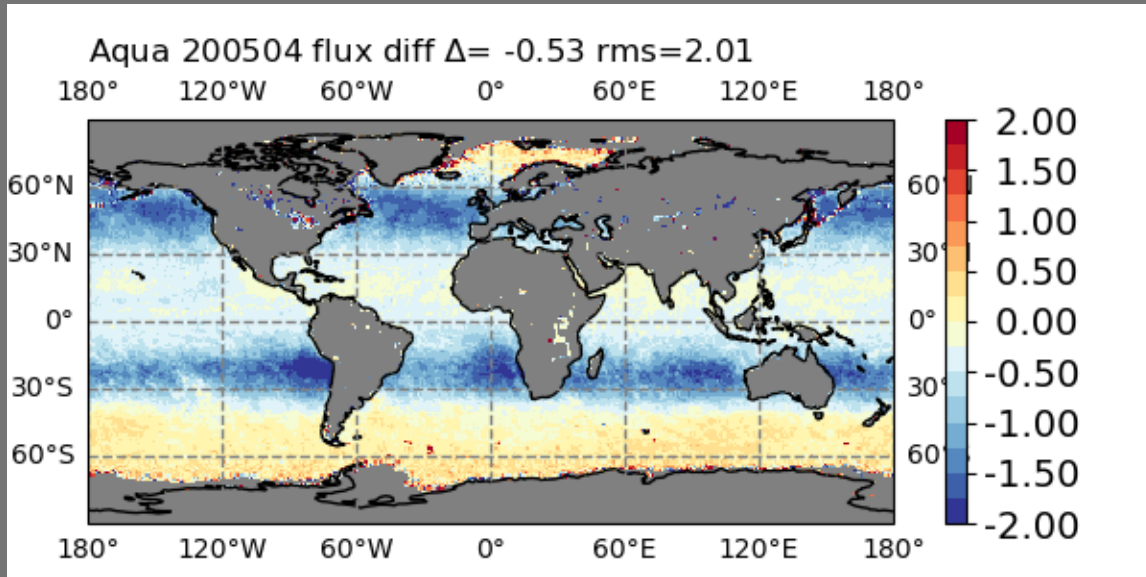 Aqua 200504 flux diff Δ= -0.53 rms=2.01
180° 120°W 60°W 0° 60°E 120°E 180°
2.00
60°N 60°
1.50
1.00
30°N 30°
0.50
0° 0°
0.00
-0.50
30°S 30°
-1.00
60°S 60°
-1.50
-2.00
180° 120°W 60°W 0° 60°E 120°E 180°